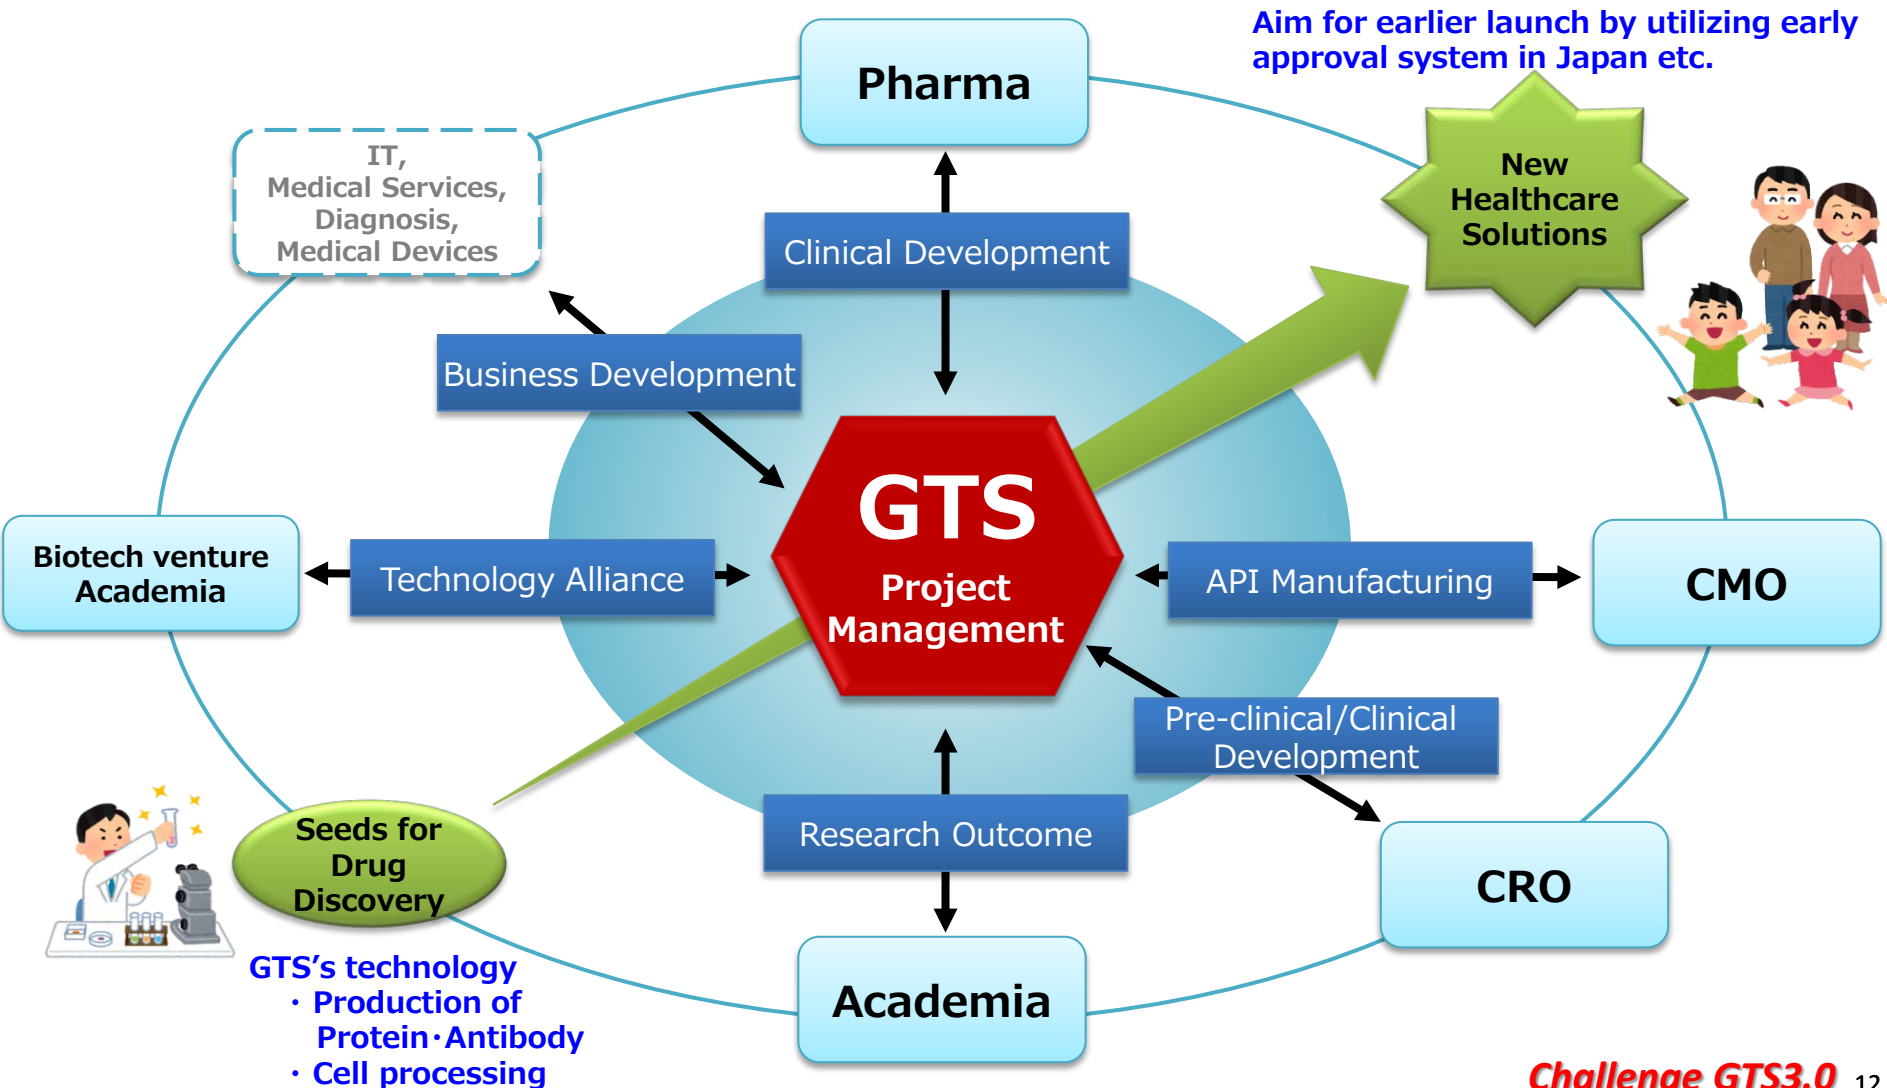 Aim for earlier launch by utilizing early
approval system in Japan etc.
Pharma
IT,
Medical Services,
Diagnosis,
Medical Devices
New
Healthcare
Solutions
Clinical Development
Business Development
GTS
Project
Management
Biotech venture
Academia
Technology Alliance
API Manufacturing
CMO
Pre-clinical/Clinical
Development
Research Outcome
Seeds for
Drug
Discovery
CRO
Academia
GTS's technology
・ Production of
Protein･Antibody
・ Cell processing
Challenge GTS3.0
12